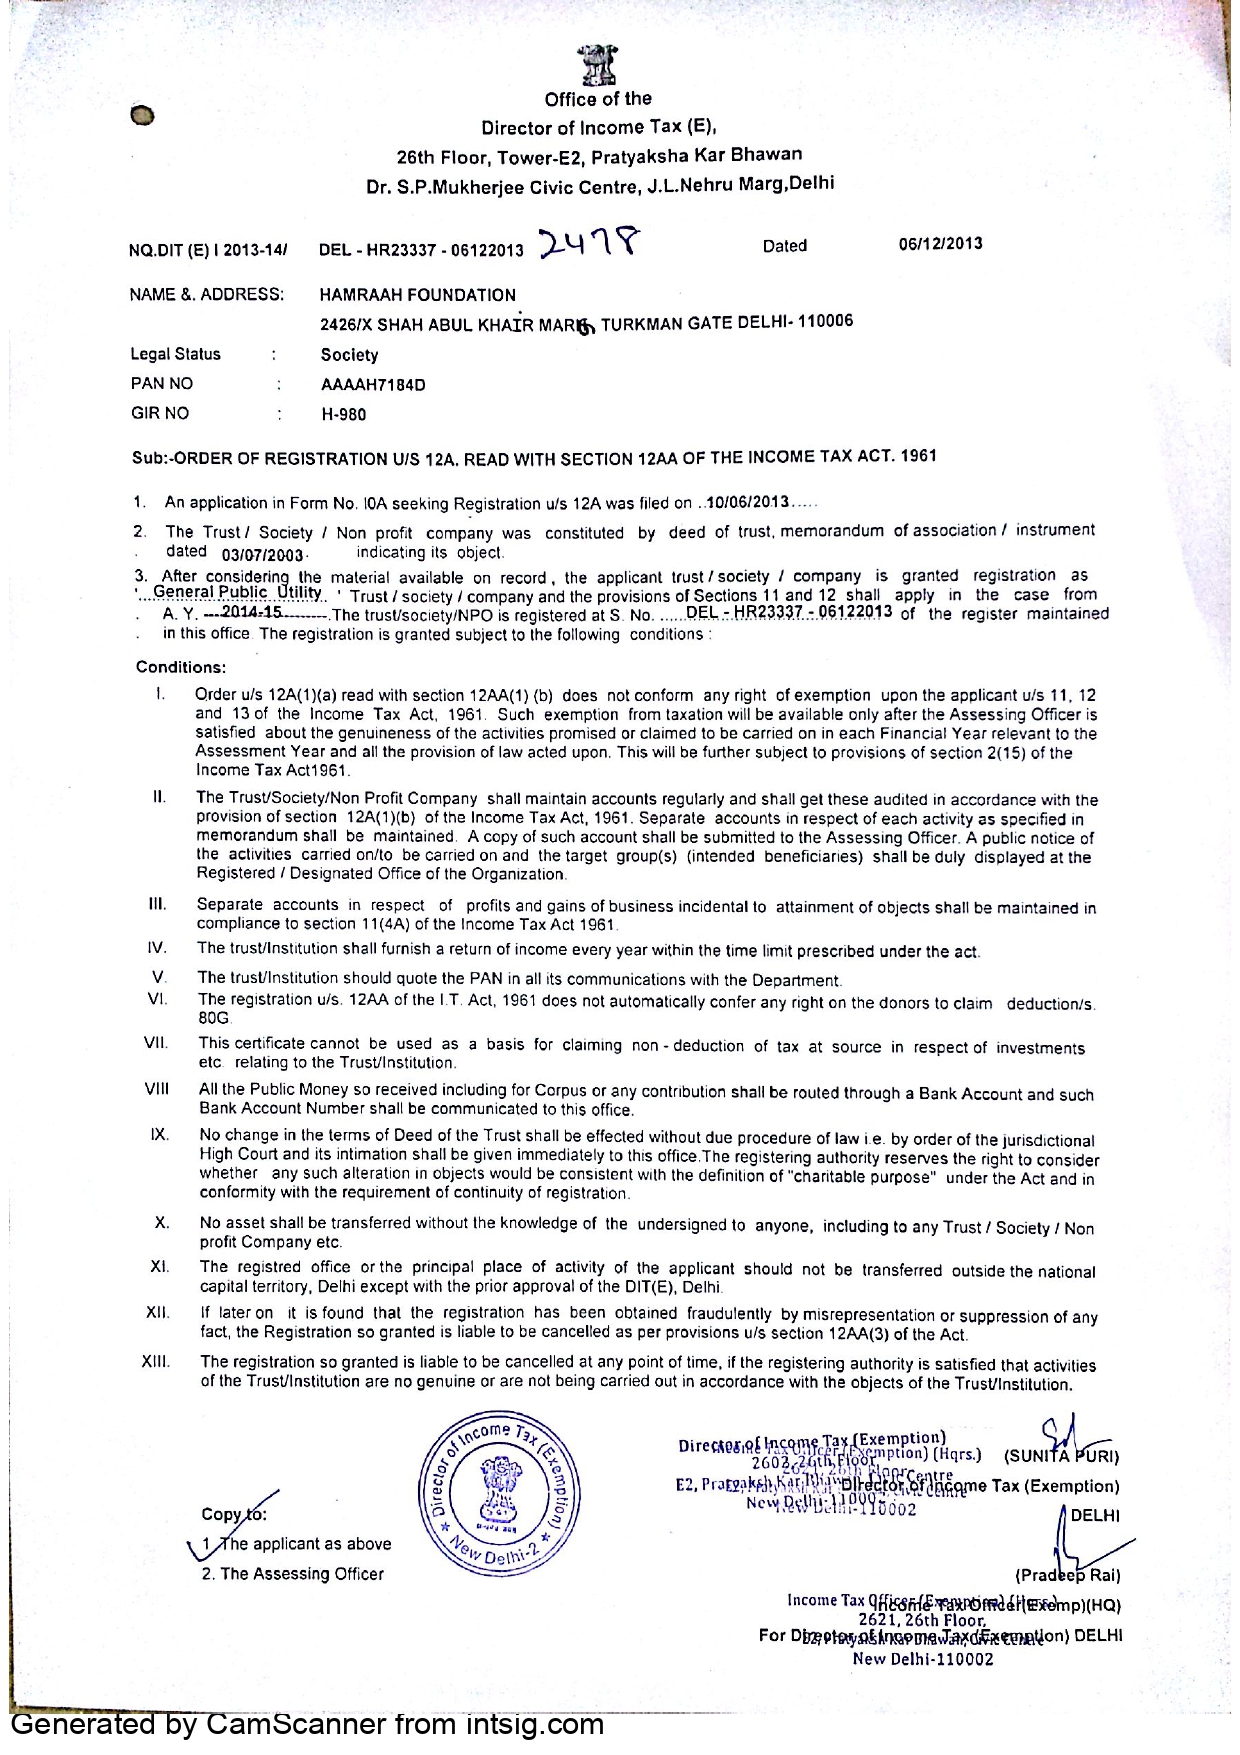 Office of the
Director of Income Tax (E),
26th Floor, Tower-E2, Pratyaksha Kar Bhawan
Dr. S.P.Mukherjee Civic Centre, J.L.Nehru Marg,Delhi
NQ.DIT (E) I 2013-14/ DEL - HR23337 - 06122013 2478 Dated 06/12/2013
NAME &. ADDRESS: HAMRAAH FOUNDATION
2426/X SHAH ABUL KHAIR MARG, TURKMAN GATE DELHI- 110006
Legal Status : Society
PAN NO : AAAAH7184D
GIR NO : H-980
Sub:-ORDER OF REGISTRATION U/S 12A. READ WITH SECTION 12AA OF THE INCOME TAX ACT. 1961
1. An application in Form No. I0A seeking Registration u/s 12A was filed on ..10/06/2013.....
2. The Trust / Society / Non profit company was constituted by deed of trust, memorandum of association / instrument
. dated 03/07/2003. indicating its object.
3. After considering the material available on record , the applicant trust / society / company is granted registration as
'...General Public Utility.. ' Trust / society / company and the provisions of Sections 11 and 12 shall apply in the case from
. A. Y. ---2014-15---------.The trust/society/NPO is registered at S. No. ......DEL - HR23337 - 06122013 of the register maintained
. in this office. The registration is granted subject to the following conditions :
Conditions:
I. Order u/s 12A(1)(a) read with section 12AA(1) (b) does not conform any right of exemption upon the applicant u/s 11, 12
and 13 of the Income Tax Act, 1961. Such exemption from taxation will be available only after the Assessing Officer is
satisfied about the genuineness of the activities promised or claimed to be carried on in each Financial Year relevant to the
Assessment Year and all the provision of law acted upon. This will be further subject to provisions of section 2(15) of the
Income Tax Act1961.
II. The Trust/Society/Non Profit Company shall maintain accounts regularly and shall get these audited in accordance with the
provision of section 12A(1)(b) of the Income Tax Act, 1961. Separate accounts in respect of each activity as specified in
memorandum shall be maintained. A copy of such account shall be submitted to the Assessing Officer. A public notice of
the activities carried on/to be carried on and the target group(s) (intended beneficiaries) shall be duly displayed at the
Registered / Designated Office of the Organization.
III. Separate accounts in respect of profits and gains of business incidental to attainment of objects shall be maintained in
compliance to section 11(4A) of the Income Tax Act 1961.
IV. The trust/Institution shall furnish a return of income every year within the time limit prescribed under the act.
V. The trust/Institution should quote the PAN in all its communications with the Department.
VI. The registration u/s. 12AA of the I.T. Act, 1961 does not automatically confer any right on the donors to claim deduction/s.
80G.
VII. This certificate cannot be used as a basis for claiming non - deduction of tax at source in respect of investments
etc. relating to the Trust/Institution.
VIII All the Public Money so received including for Corpus or any contribution shall be routed through a Bank Account and such
Bank Account Number shall be communicated to this office.
IX. No change in the terms of Deed of the Trust shall be effected without due procedure of law i.e. by order of the jurisdictional
High Court and its intimation shall be given immediately to this office.The registering authority reserves the right to consider
whether any such alteration in objects would be consistent with the definition of "charitable purpose" under the Act and in
conformity with the requirement of continuity of registration.
X. No asset shall be transferred without the knowledge of the undersigned to anyone, including to any Trust / Society / Non
profit Company etc.
XI. The registred office or the principal place of activity of the applicant should not be transferred outside the national
capital territory, Delhi except with the prior approval of the DIT(E), Delhi.
XII. If later on it is found that the registration has been obtained fraudulently by misrepresentation or suppression of any
fact, the Registration so granted is liable to be cancelled as per provisions u/s section 12AA(3) of the Act.
XIII. The registration so granted is liable to be cancelled at any point of time, if the registering authority is satisfied that activities
of the Trust/Institution are no genuine or are not being carried out in accordance with the objects of the Trust/Institution.
Director of Income Tax (Exemption)
(Hqrs.) (SUNITA PURI)
2602, 26th Floor
Director of Income Tax (Exemption)
New Delhi-110002
DELHI
Director of Income Tax (Exemption)
New Delhi-2
Copy to:
1. The applicant as above
2. The Assessing Officer
(Pradeep Rai)
Income Tax Officer (Exemp)(HQ)
2621, 26th Floor,
For Director of Income Tax (Exemption) DELHI
New Delhi-110002
Generated by CamScanner from intsig.com